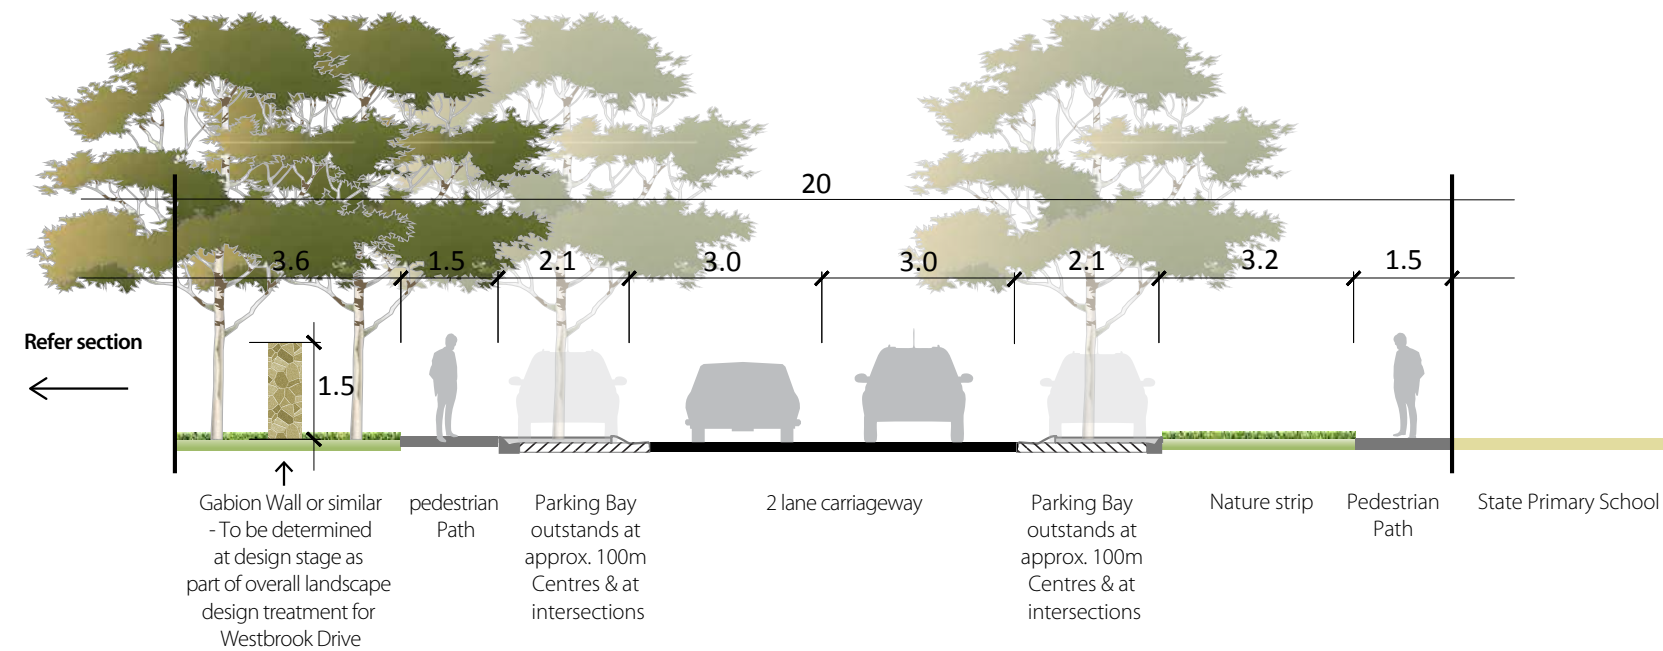 20
3.6
1.5
2.1
3.0
3.0
2.1
3.2
1.5
Refer section
1.5
Gabion Wall or similar
- To be determined
at design stage as
part of overall landscape
design treatment for
Westbrook Drive
pedestrian
Path
Parking Bay
outstands at
approx. 100m
Centres & at
intersections
2 lane carriageway
Parking Bay
outstands at
approx. 100m
Centres & at
intersections
Nature strip
Pedestrian
Path
State Primary School